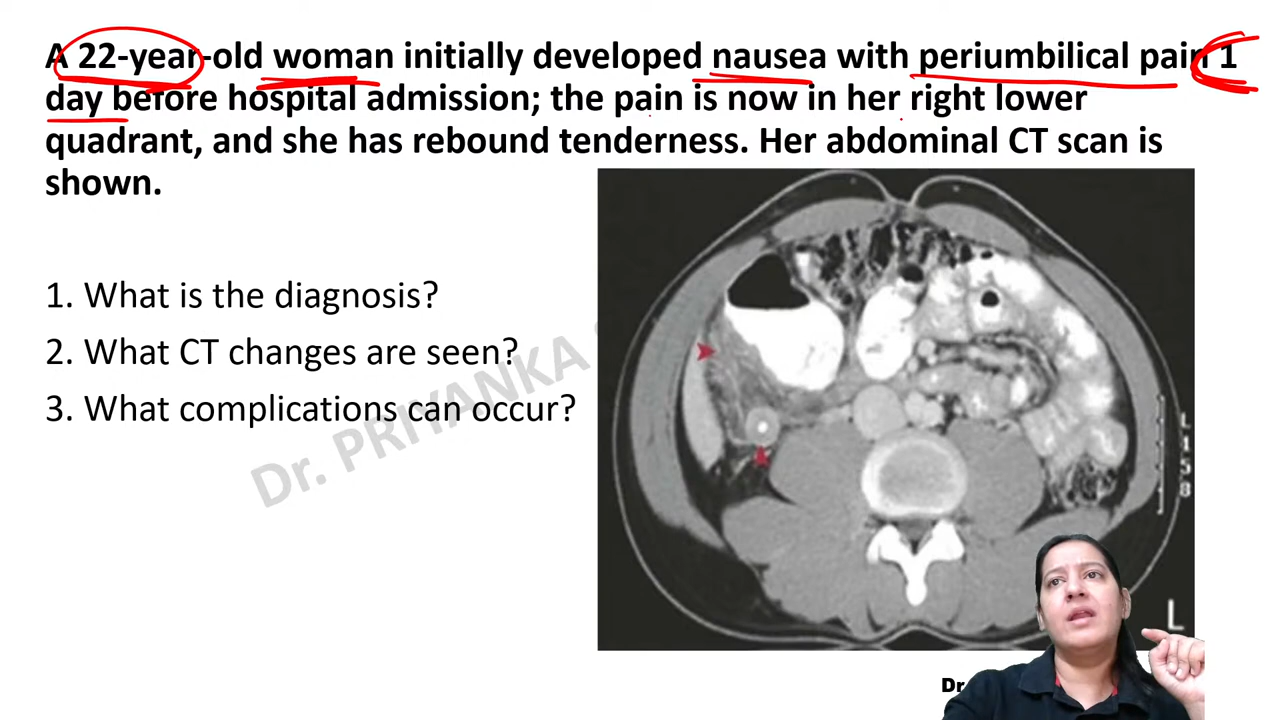 A 22-year-old woman initially developed nausea with periumbilical pain 1
day before hospital admission; the pain is now in her right lower
quadrant, and she has rebound tenderness. Her abdominal CT scan is
shown.
1. What is the diagnosis?
2. What CT changes are seen?
3. What complications can occur?
Dr. PRIYANKA
L
158
L
Dr